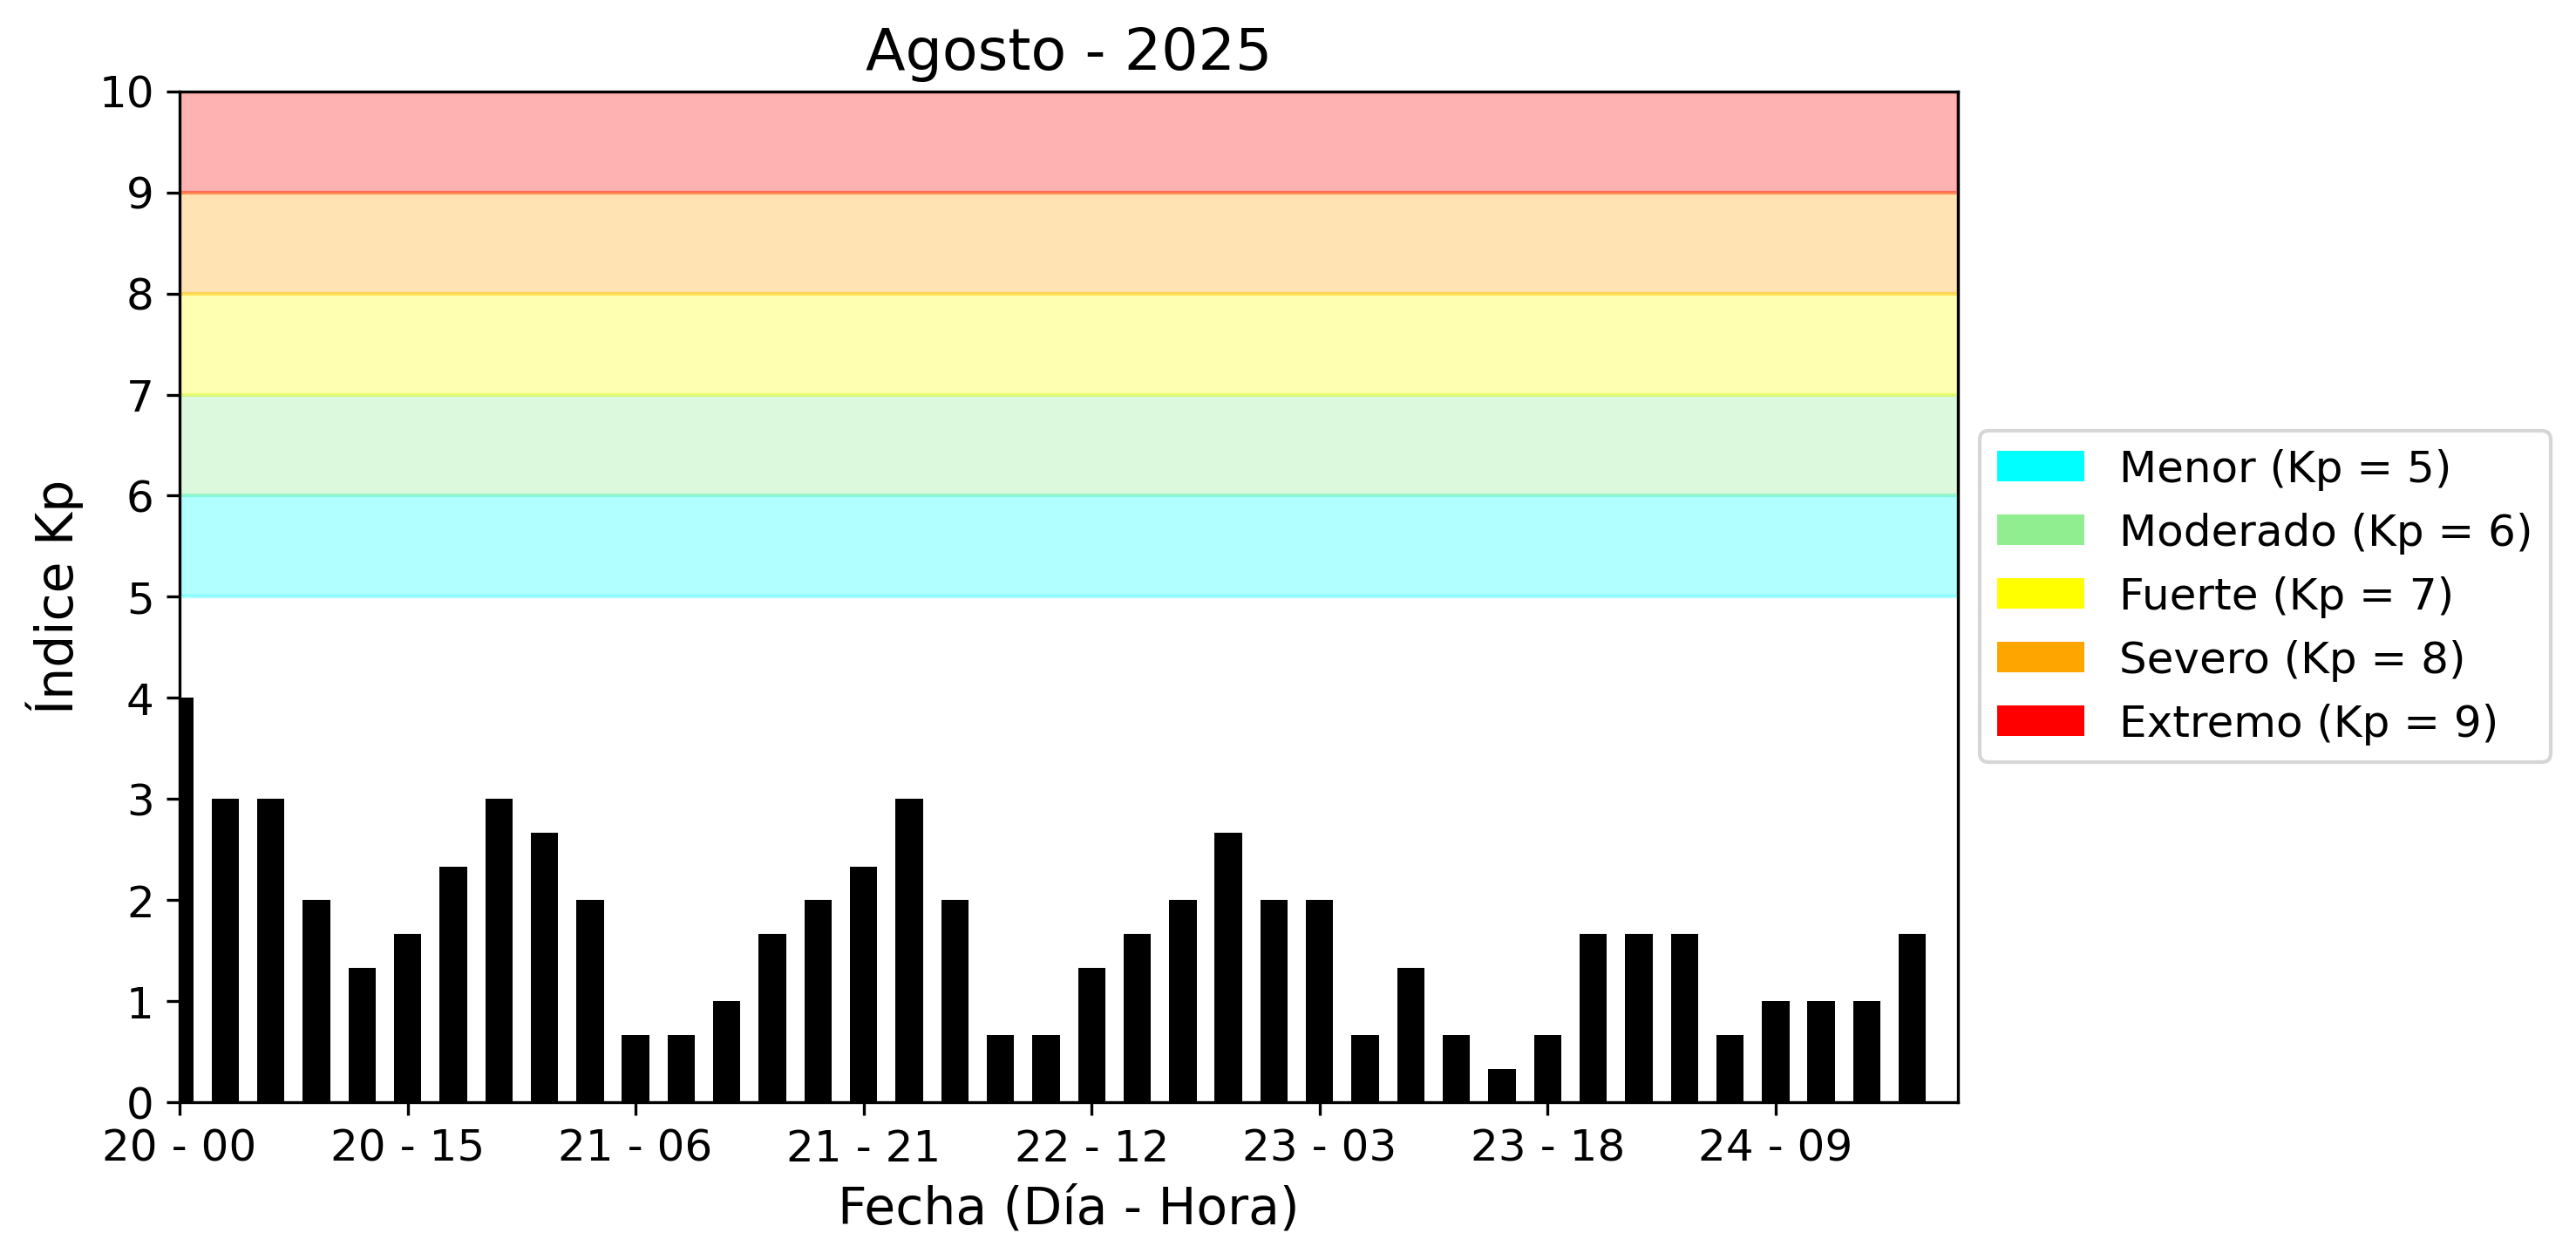 Agosto - 2025
10
9
8
7
6
5
4
3
2
1
0
Índice Kp
20 - 00
20 - 15
21 - 06
21 - 21
22 - 12
23 - 03
23 - 18
24 - 09
Fecha (Día - Hora)
Menor (Kp = 5)
Moderado (Kp = 6)
Fuerte (Kp = 7)
Severo (Kp = 8)
Extremo (Kp = 9)